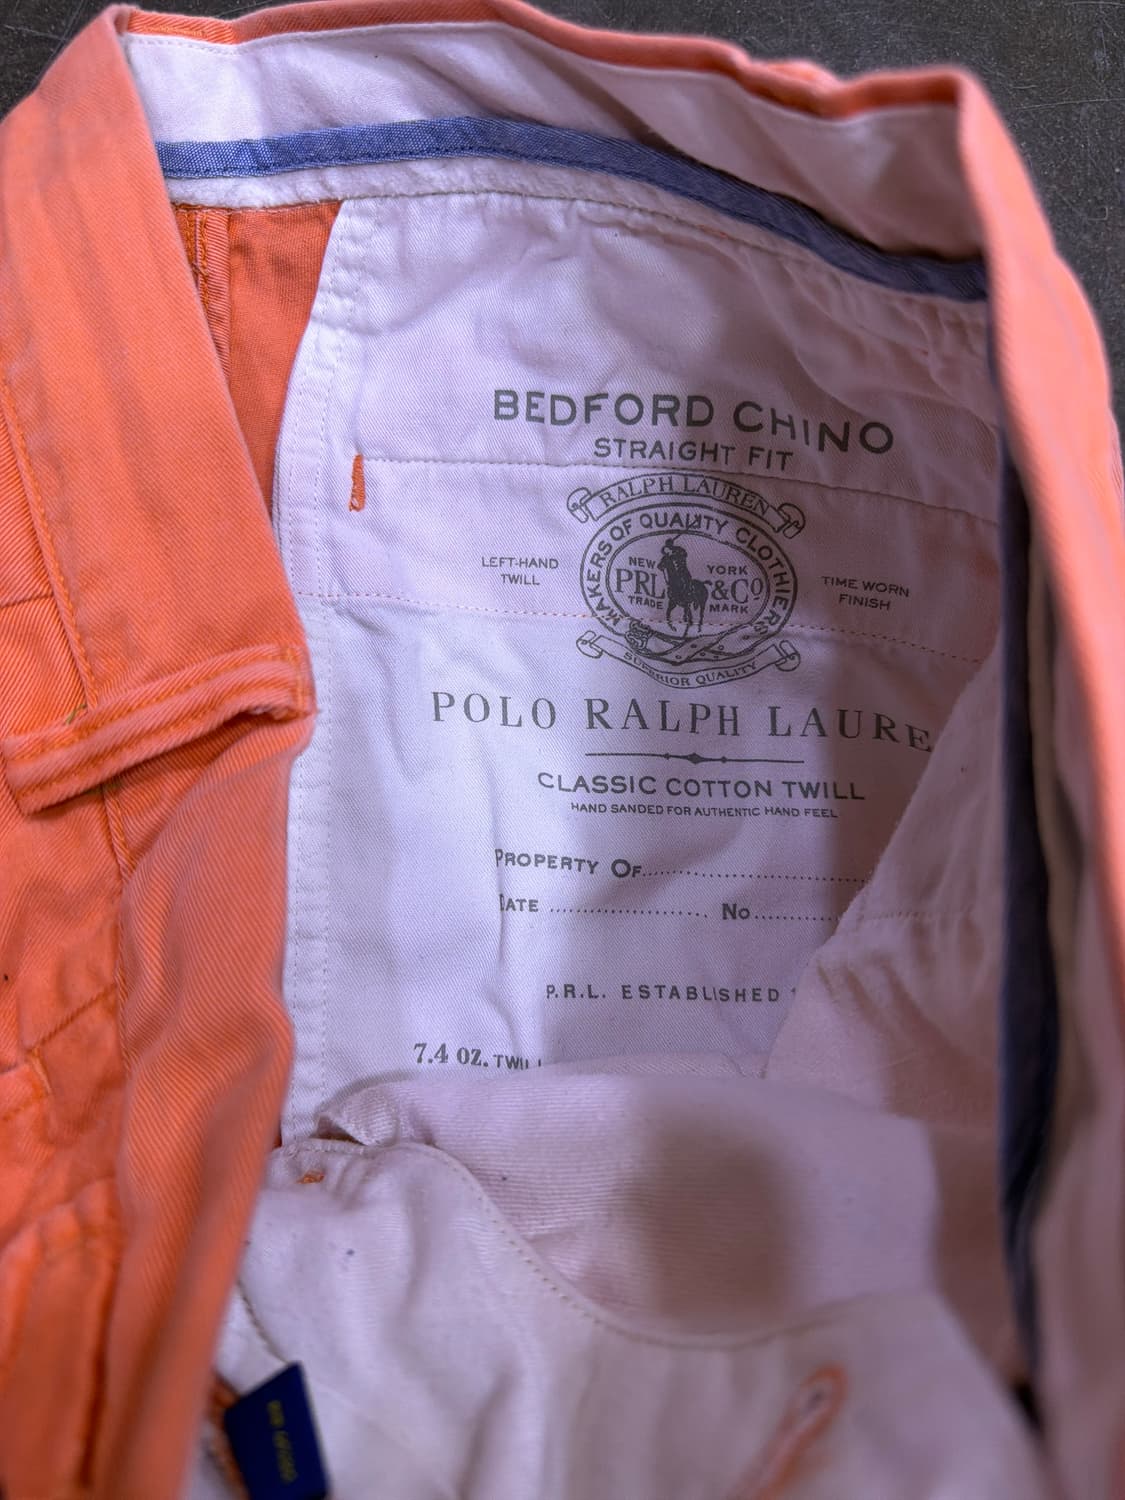 BEDFORD CHINO
STRAIGHT FIT
RALPH LAUREN
MAKERS OF QUALITY CLOTHIERS
LEFT-HAND
TWILL
NEW YORK
PRL &Co
TRADE MARK
TIME WORN
FINISH
SUPERIOR QUALITY
POLO RALPH LAURE
CLASSIC COTTON TWILL
HAND SANDED FOR AUTHENTIC HAND FEEL
PROPERTY OF
DATE No
P.R.L. ESTABLISHED
7.4 OZ. TWILL